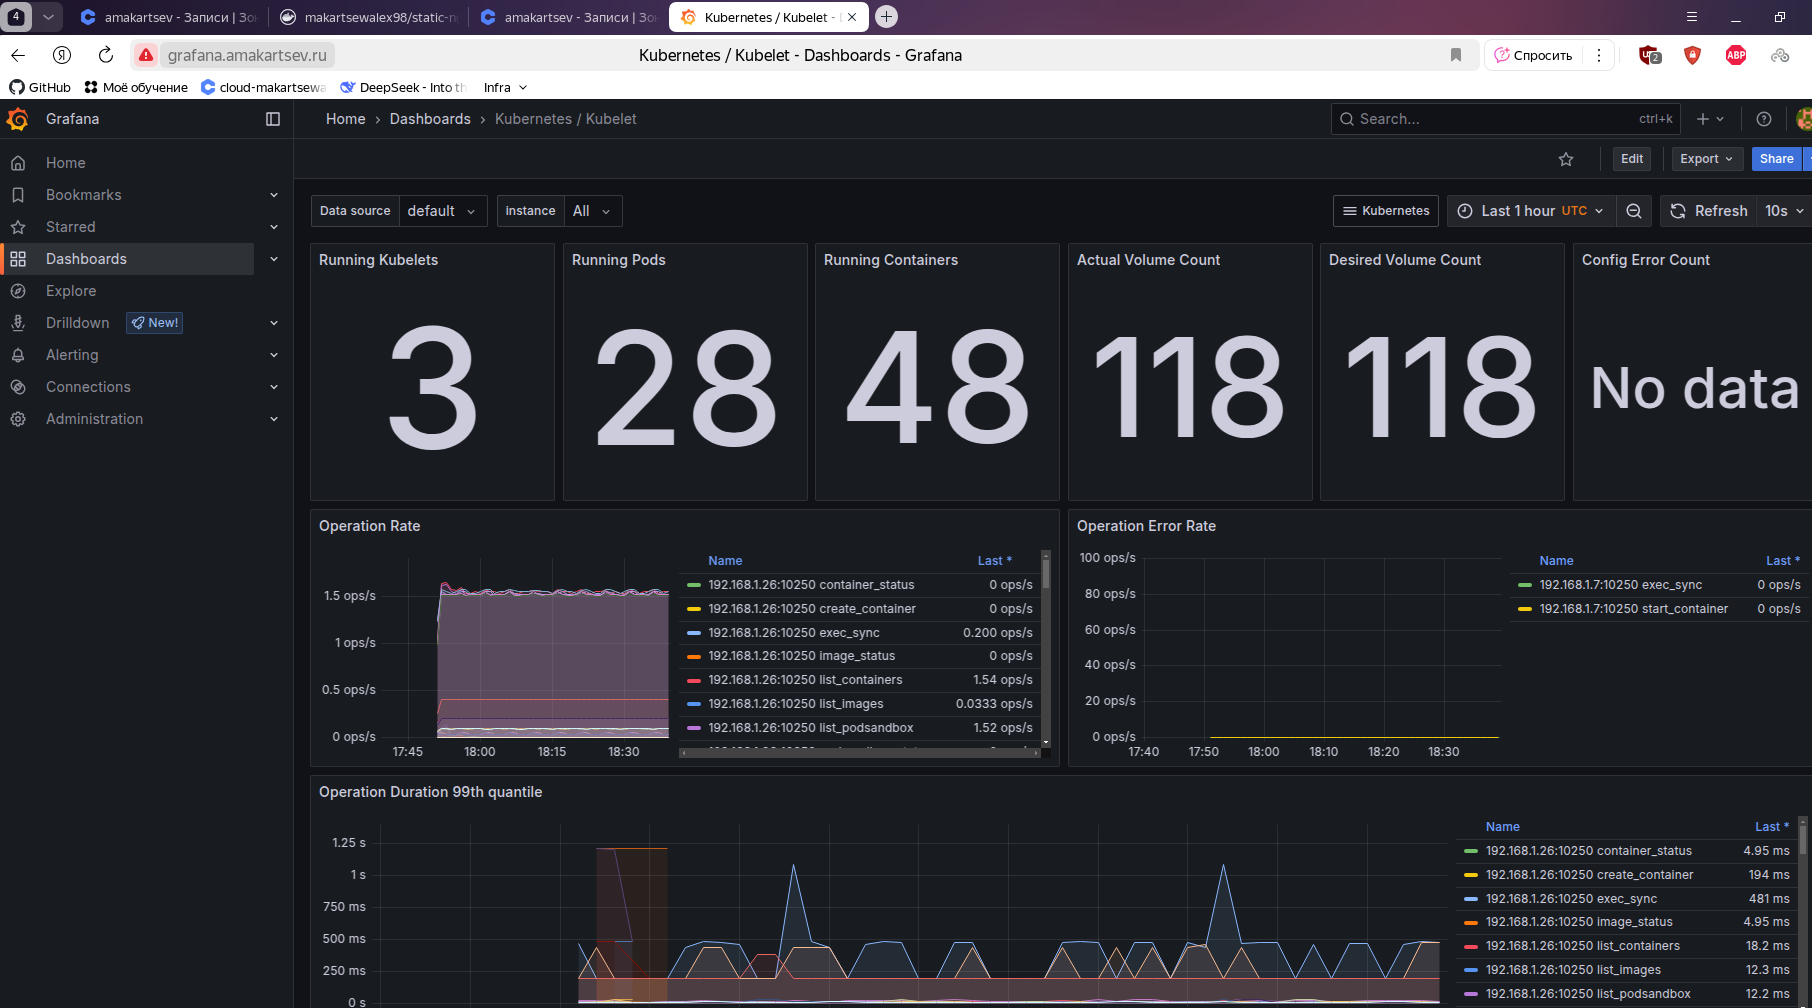 4
amakartsev - Записи | Зо
makartsewalex98/static-n
amakartsev - Записи | Зо
Kubernetes / Kubelet -
grafana.amakartsev.ru
Kubernetes / Kubelet - Dashboards - Grafana
Спросить
2
ABP
GitHub
Моё обучение
cloud-makartsewa
DeepSeek - Into th
Infra
Grafana
Home › Dashboards › Kubernetes / Kubelet
Search...
ctrl+k
Edit
Export
Share
Home
Bookmarks
Starred
Dashboards
Explore
Drilldown
New!
Alerting
Connections
Administration
Data source
default
instance
All
Kubernetes
Last 1 hour UTC
Refresh
10s
Running Kubelets
3
Running Pods
28
Running Containers
48
Actual Volume Count
118
Desired Volume Count
118
Config Error Count
No data
Operation Rate
1.5 ops/s
1 ops/s
0.5 ops/s
0 ops/s
17:45 18:00 18:15 18:30
Name Last *
192.168.1.26:10250 container_status 0 ops/s
192.168.1.26:10250 create_container 0 ops/s
192.168.1.26:10250 exec_sync 0.200 ops/s
192.168.1.26:10250 image_status 0 ops/s
192.168.1.26:10250 list_containers 1.54 ops/s
192.168.1.26:10250 list_images 0.0333 ops/s
192.168.1.26:10250 list_podsandbox 1.52 ops/s
Operation Error Rate
100 ops/s
80 ops/s
60 ops/s
40 ops/s
20 ops/s
0 ops/s
17:40 17:50 18:00 18:10 18:20 18:30
Name Last *
192.168.1.7:10250 exec_sync 0 ops/s
192.168.1.7:10250 start_container 0 ops/s
Operation Duration 99th quantile
1.25 s
1 s
750 ms
500 ms
250 ms
0 s
Name Last *
192.168.1.26:10250 container_status 4.95 ms
192.168.1.26:10250 create_container 194 ms
192.168.1.26:10250 exec_sync 481 ms
192.168.1.26:10250 image_status 4.95 ms
192.168.1.26:10250 list_containers 18.2 ms
192.168.1.26:10250 list_images 12.3 ms
192.168.1.26:10250 list_podsandbox 12.2 ms